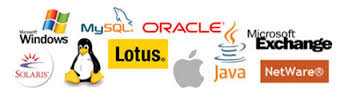 Microsoft
Windows
MySQL
ORACLE
Microsoft
Exchange
SOLARIS
Lotus.
Java
NetWare®